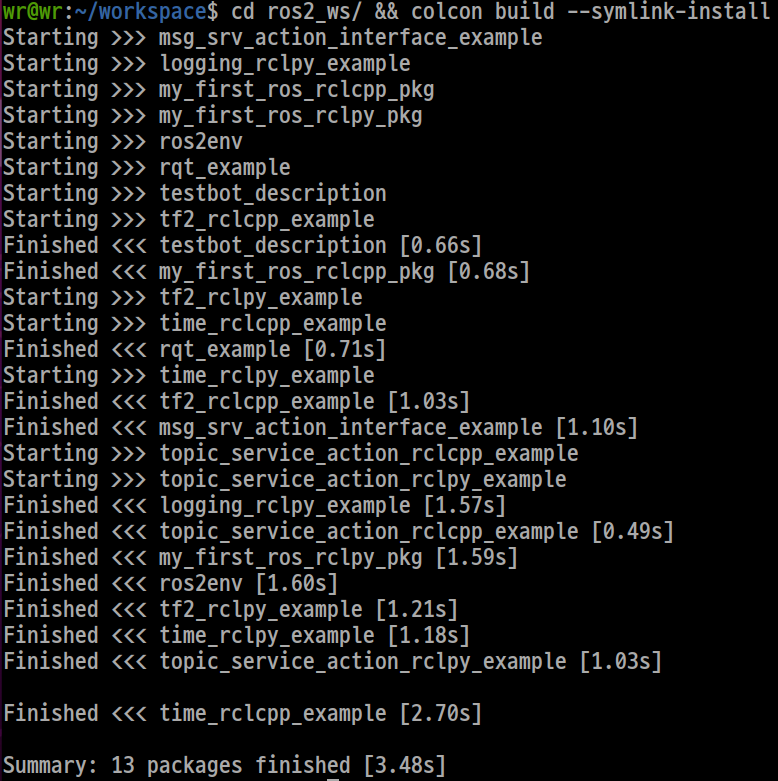 wr@wr:~/workspace$ cd ros2_ws/ && colcon build --symlink-install
Starting >>> msg_srv_action_interface_example
Starting >>> logging_rclpy_example
Starting >>> my_first_ros_rclcpp_pkg
Starting >>> my_first_ros_rclpy_pkg
Starting >>> ros2env
Starting >>> rqt_example
Starting >>> testbot_description
Starting >>> tf2_rclcpp_example
Finished <<< testbot_description [0.66s]
Finished <<< my_first_ros_rclcpp_pkg [0.68s]
Starting >>> tf2_rclpy_example
Starting >>> time_rclcpp_example
Finished <<< rqt_example [0.71s]
Starting >>> time_rclpy_example
Finished <<< tf2_rclcpp_example [1.03s]
Finished <<< msg_srv_action_interface_example [1.10s]
Starting >>> topic_service_action_rclcpp_example
Starting >>> topic_service_action_rclpy_example
Finished <<< logging_rclpy_example [1.57s]
Finished <<< topic_service_action_rclcpp_example [0.49s]
Finished <<< my_first_ros_rclpy_pkg [1.59s]
Finished <<< ros2env [1.60s]
Finished <<< tf2_rclpy_example [1.21s]
Finished <<< time_rclpy_example [1.18s]
Finished <<< topic_service_action_rclpy_example [1.03s]
Finished <<< time_rclcpp_example [2.70s]
Summary: 13 packages finished [3.48s]